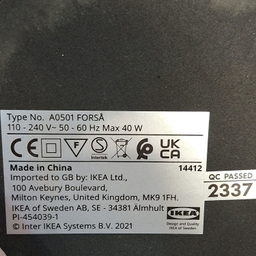 Type No. A0501 FORSÅ
110 - 240 V~ 50 - 60 Hz Max 40 W
CE
F
S
Intertek
UK
CA
Made in China
14412
Imported to GB by: IKEA Ltd.,
100 Avebury Boulevard,
Milton Keynes, United Kingdom, MK9 1FH.
IKEA of Sweden AB, SE - 34381 Älmhult
PI-454039-1
© Inter IKEA Systems B.V. 2021
IKEA
Design and Quality
IKEA of Sweden
QC PASSED
2337